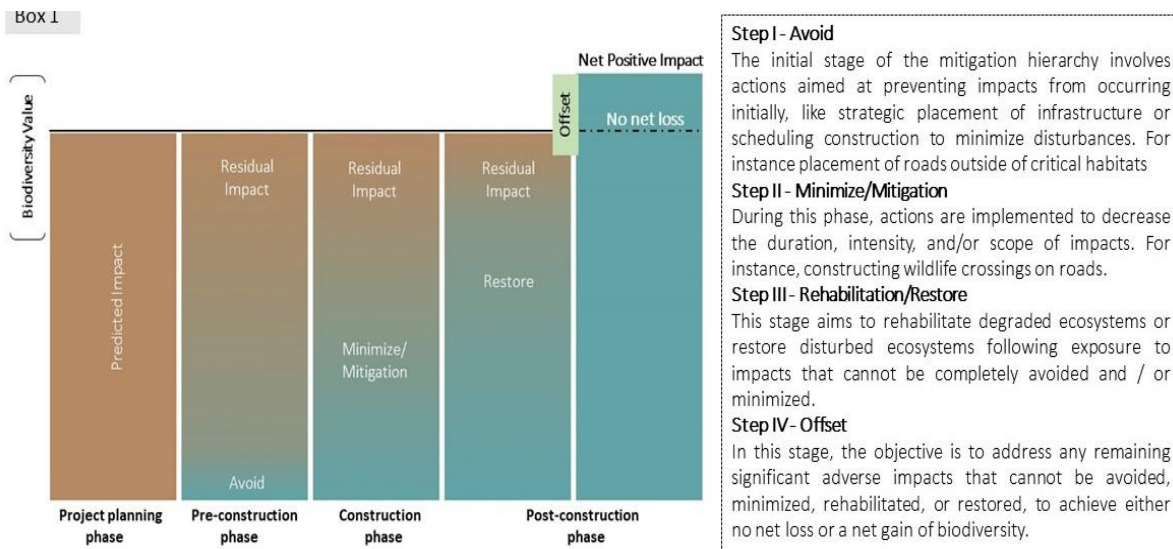 Box 1
Net Positive Impact
Biodiversity Value
Offset
No net loss
Predicted Impact
Residual
Impact
Avoid
Residual
Impact
Minimize/
Mitigation
Residual
Impact
Restore
Project planning
phase
Pre-construction
phase
Construction
phase
Post-construction
phase
Step I - Avoid
The initial stage of the mitigation hierarchy involves
actions aimed at preventing impacts from occurring
initially, like strategic placement of infrastructure or
scheduling construction to minimize disturbances. For
instance placement of roads outside of critical habitats
Step II - Minimize/Mitigation
During this phase, actions are implemented to decrease
the duration, intensity, and/or scope of impacts. For
instance, constructing wildlife crossings on roads.
Step III - Rehabilitation/Restore
This stage aims to rehabilitate degraded ecosystems or
restore disturbed ecosystems following exposure to
impacts that cannot be completely avoided and / or
minimized.
Step IV - Offset
In this stage, the objective is to address any remaining
significant adverse impacts that cannot be avoided,
minimized, rehabilitated, or restored, to achieve either
no net loss or a net gain of biodiversity.